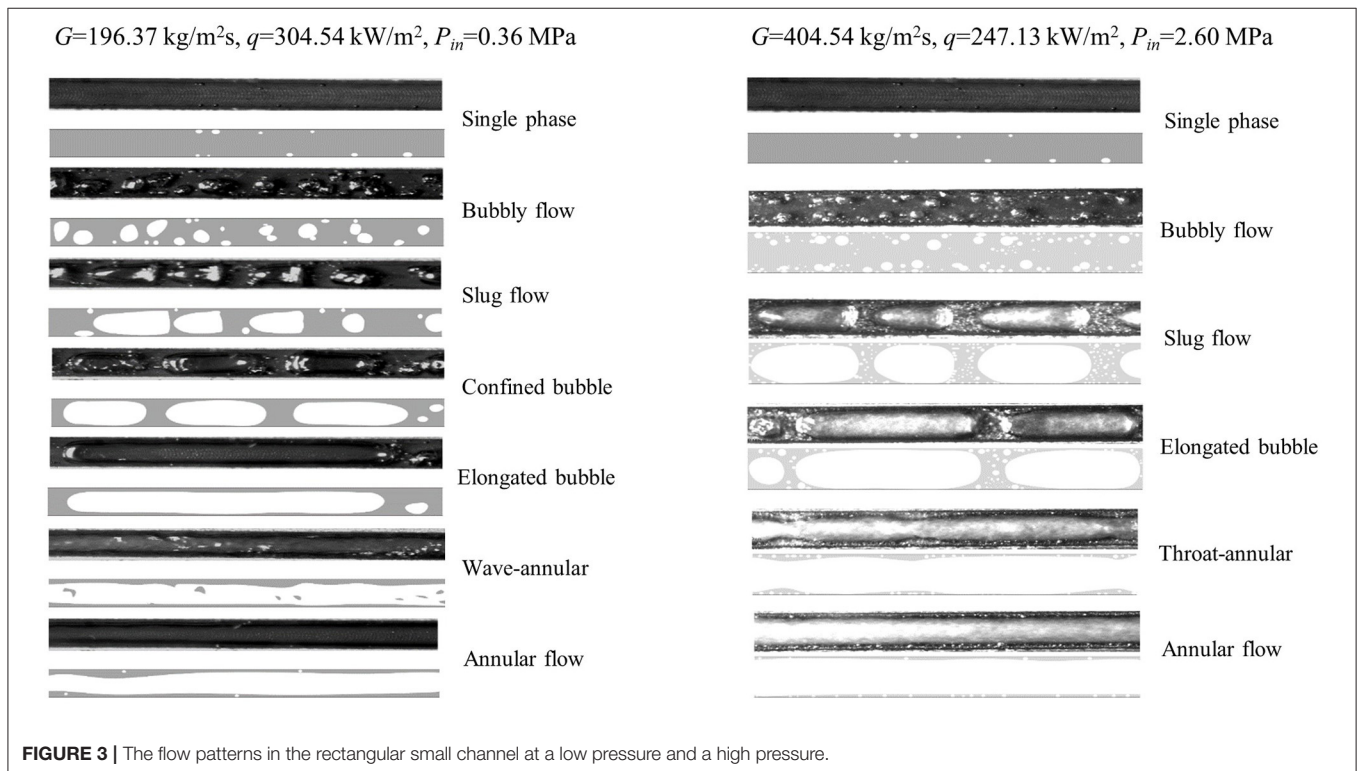 G=196.37 kg/m²s, q=304.54 kW/m², Pin=0.36 MPa
Single phase
Bubbly flow
Slug flow
Confined bubble
Elongated bubble
Wave-annular
Annular flow
G=404.54 kg/m²s, q=247.13 kW/m², Pin=2.60 MPa
Single phase
Bubbly flow
Slug flow
Elongated bubble
Throat-annular
Annular flow
FIGURE 3 | The flow patterns in the rectangular small channel at a low pressure and a high pressure.